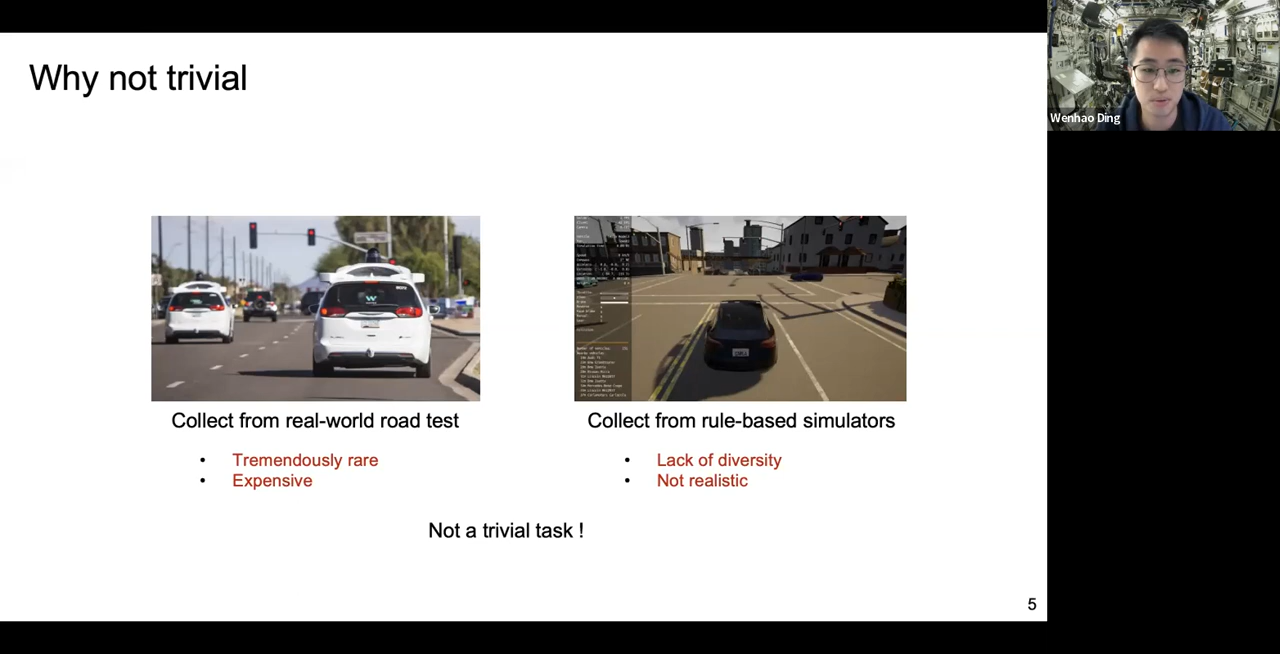 Why not trivial
Wenhao Ding
Collect from real-world road test
Collect from rule-based simulators
• Tremendously rare
• Expensive
• Lack of diversity
• Not realistic
Not a trivial task !
5